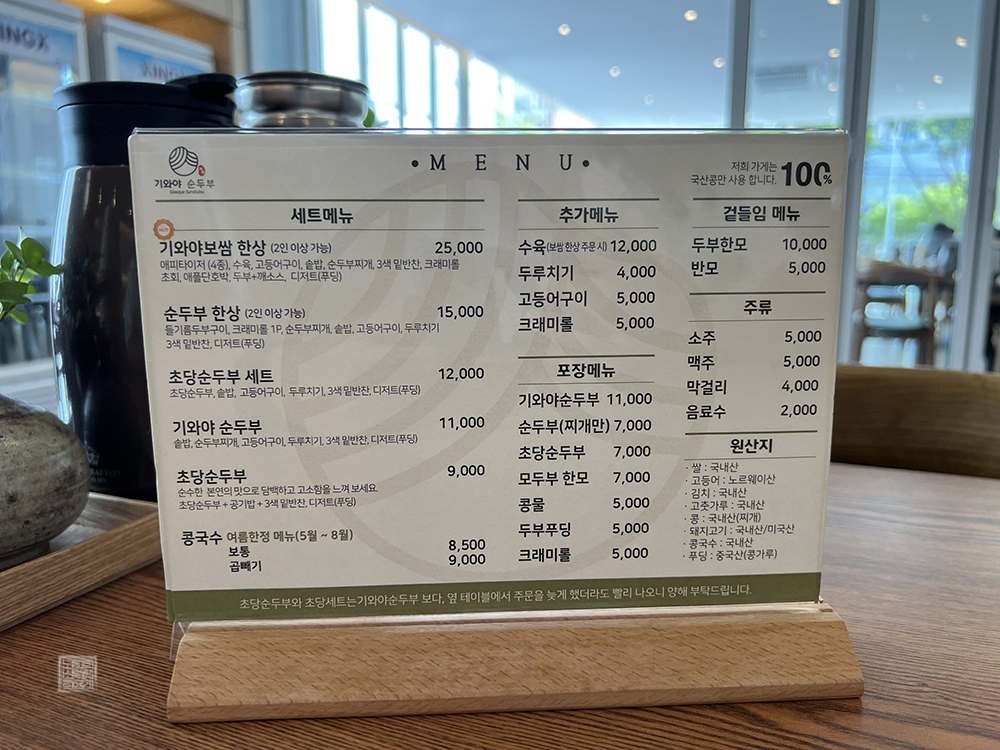 XINGX
XINGX
기와야 순두부
Giwaya Sundubu
• M E N U •
저희 가게는
국산콩만 사용 합니다.
100%
세트메뉴
기와야보쌈 한상 (2인 이상 가능) 25,000
애피타이저 (4종), 수육, 고등어구이, 솥밥, 순두부찌개, 3색 밑반찬, 크래미롤
초회, 애플단호박, 두부+깨소스, 디저트(푸딩)
순두부 한상 (2인 이상 가능) 15,000
들기름두부구이, 크래미롤 1P, 순두부찌개, 솥밥, 고등어구이, 두루치기
3색 밑반찬, 디저트(푸딩)
초당순두부 세트 12,000
초당순두부, 솥밥, 고등어구이, 두루치기, 3색 밑반찬, 디저트(푸딩)
기와야 순두부 11,000
솥밥, 순두부찌개, 고등어구이, 두루치기, 3색 밑반찬, 디저트(푸딩)
초당순두부 9,000
순수한 본연의 맛으로 담백하고 고소함을 느껴 보세요.
초당순두부 + 공기밥 + 3색 밑반찬, 디저트(푸딩)
콩국수 여름한정 메뉴(5월 ~ 8월)
보통 8,500
곱빼기 9,000
추가메뉴
수육(보쌈 한상 주문 시) 12,000
두루치기 4,000
고등어구이 5,000
크래미롤 5,000
포장메뉴
기와야순두부 11,000
순두부(찌개만) 7,000
초당순두부 7,000
모두부 한모 7,000
콩물 5,000
두부푸딩 5,000
크래미롤 5,000
곁들임 메뉴
두부한모 10,000
반모 5,000
주류
소주 5,000
맥주 5,000
막걸리 4,000
음료수 2,000
원산지
· 쌀 : 국내산
· 고등어 : 노르웨이산
· 김치 : 국내산
· 고춧가루 : 국내산
· 콩 : 국내산(찌개)
· 돼지고기 : 국내산/미국산
· 콩국수 : 국내산
· 푸딩 : 중국산(콩가루)
초당순두부와 초당세트는기와야순두부 보다, 옆 테이블에서 주문을 늦게 했더라도 빨리 나오니 양해 부탁드립니다.